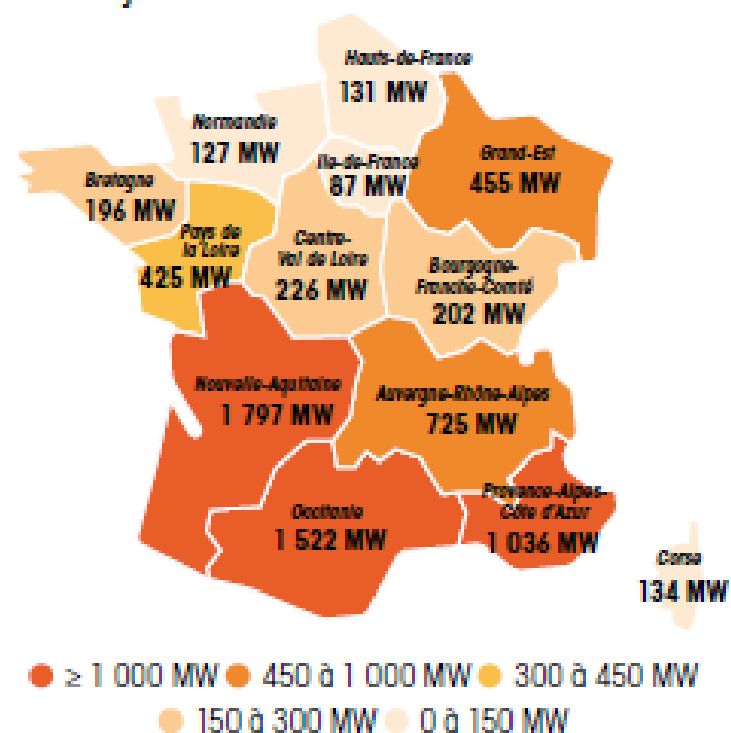 Hauts-de-France
131 MW
Normandie
127 MW
Ile-de-France
87 MW
Grand-Est
455 MW
Bretagne
196 MW
Pays de
la Loire
425 MW
Centre-
Val de Loire
226 MW
Bourgogne-
Franche-Comté
202 MW
Nouvelle-Aquitaine
1 797 MW
Auvergne-Rhône-Alpes
725 MW
Occitanie
1 522 MW
Provence-Alpes-
Côte d'Azur
1 036 MW
Corse
134 MW
≥ 1 000 MW 450 à 1 000 MW 300 à 450 MW
150 à 300 MW 0 à 150 MW